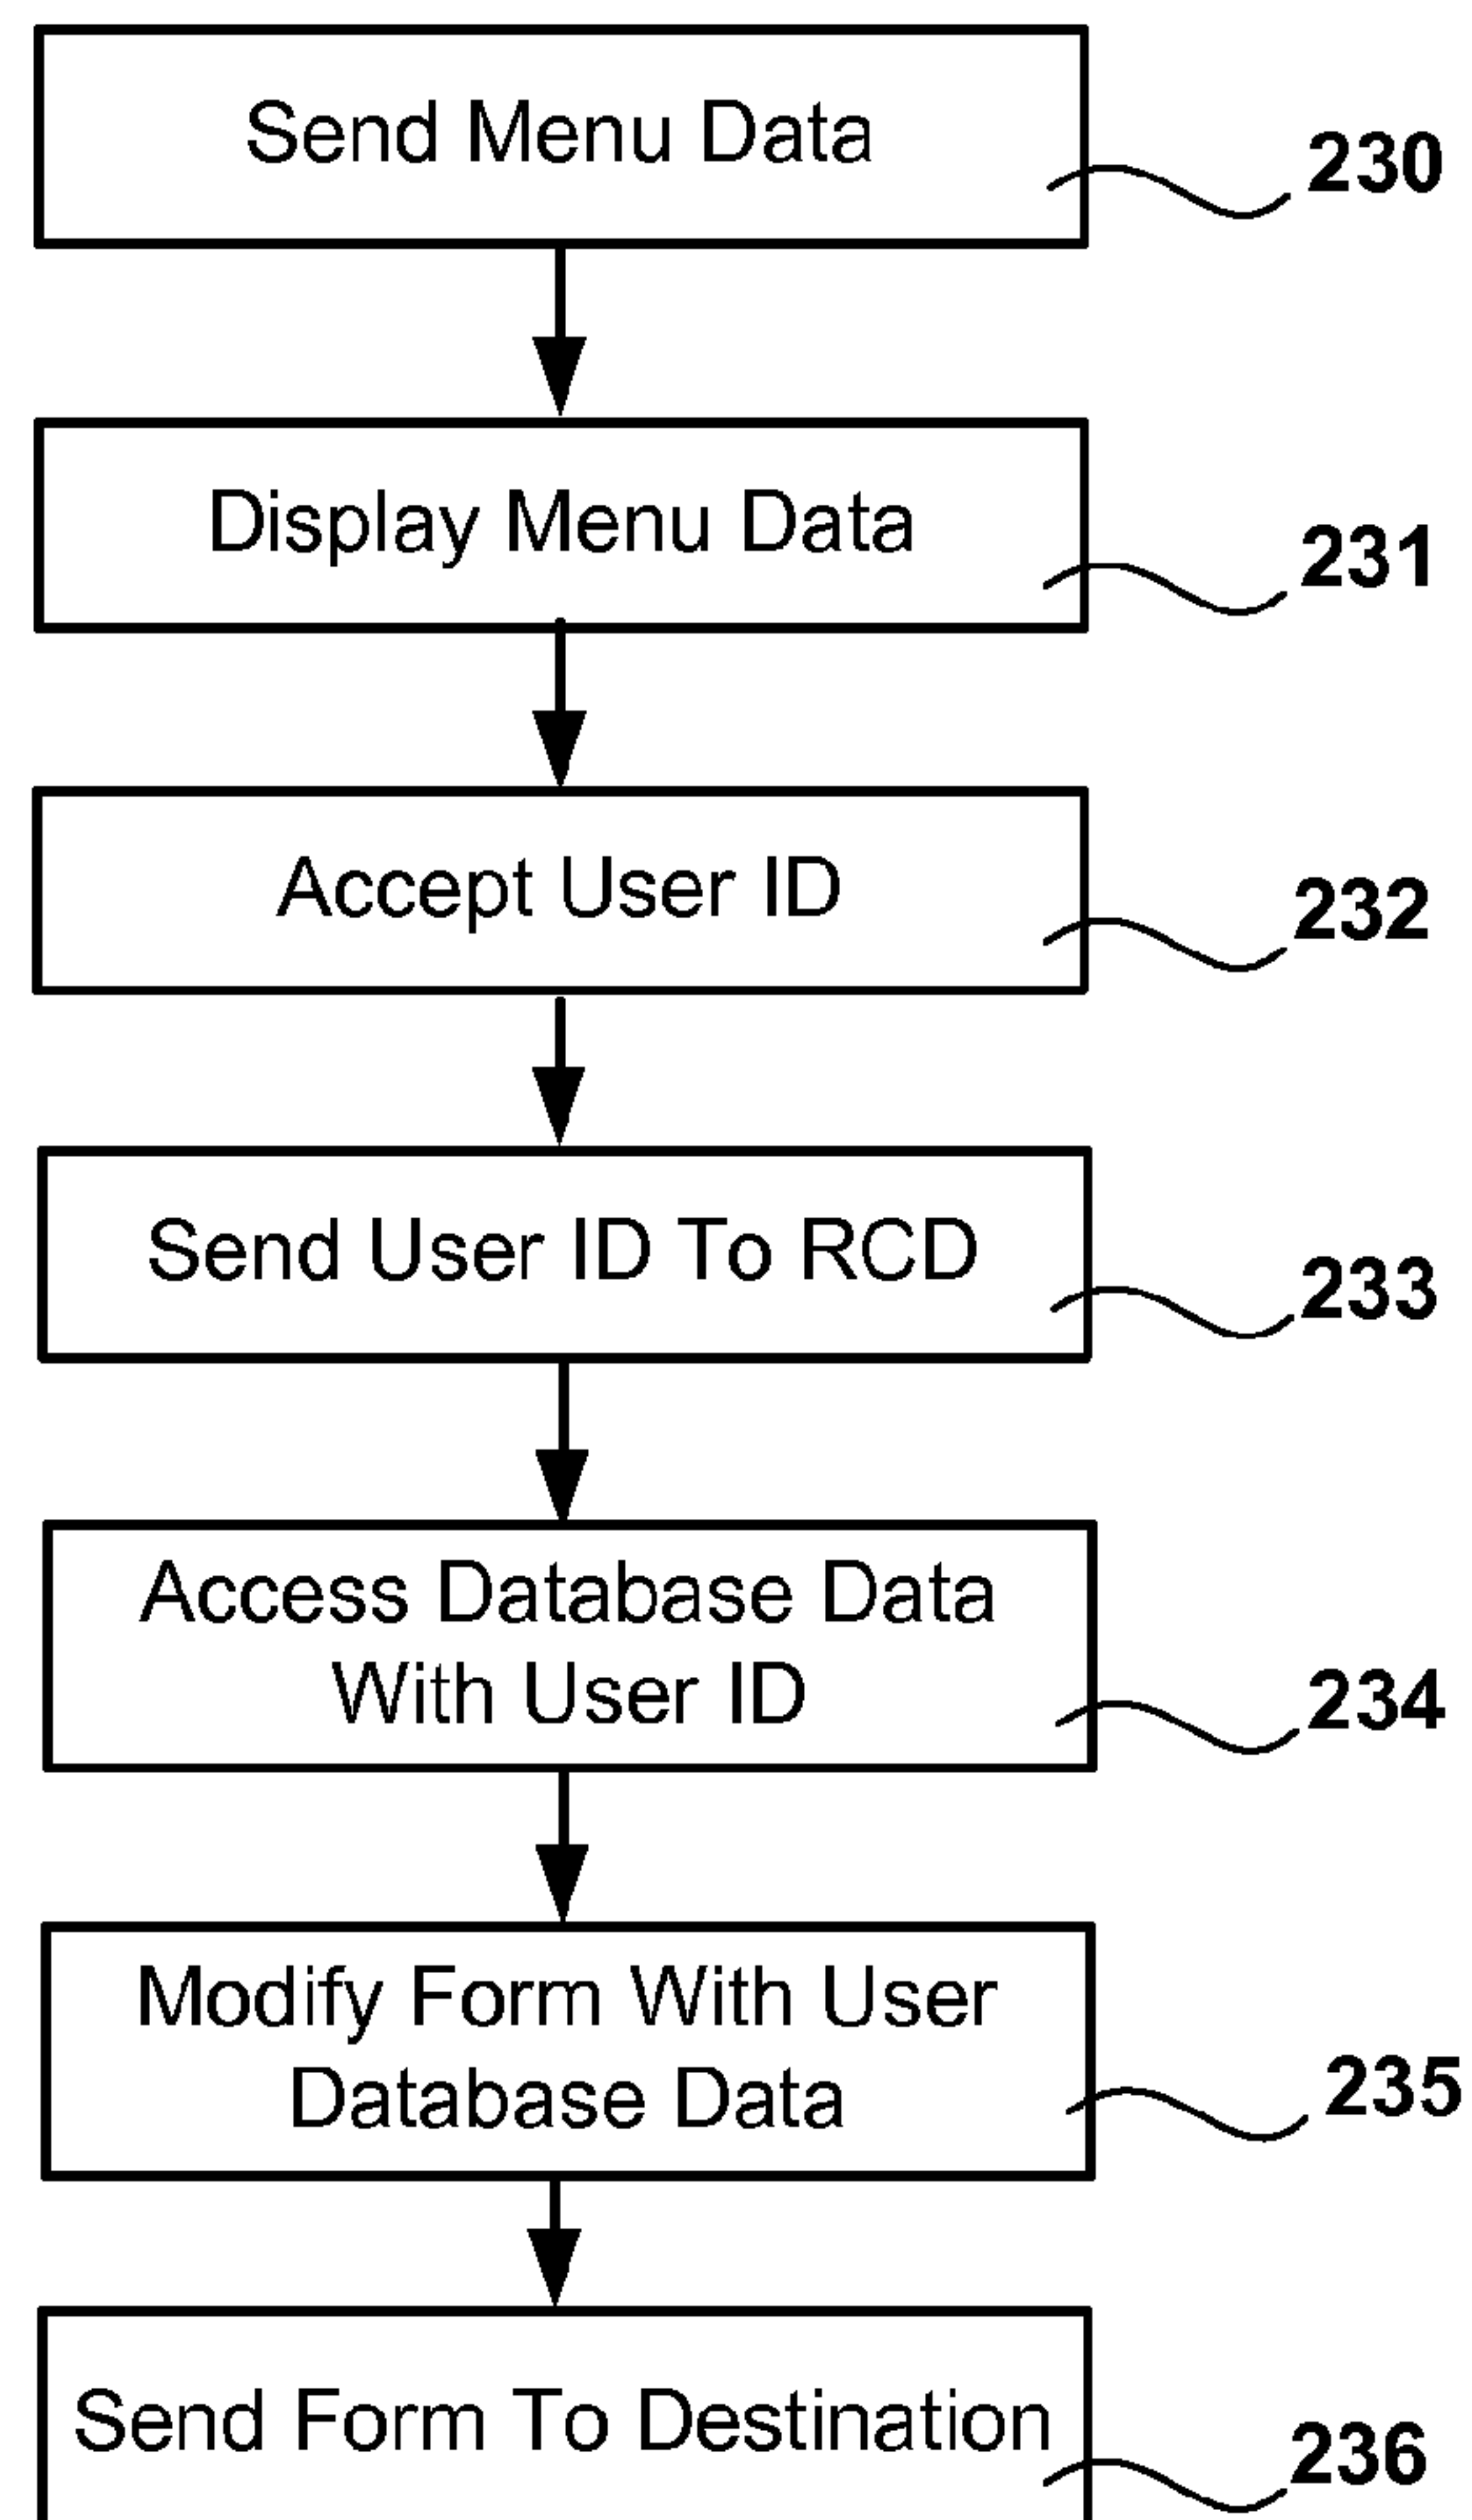 Send Menu Data
230
Display Menu Data
231
Accept User ID
232
Send User ID To RCD
233
Access Database Data
With User ID
234
Modify Form With User
Database Data
235
Send Form To Destination
236